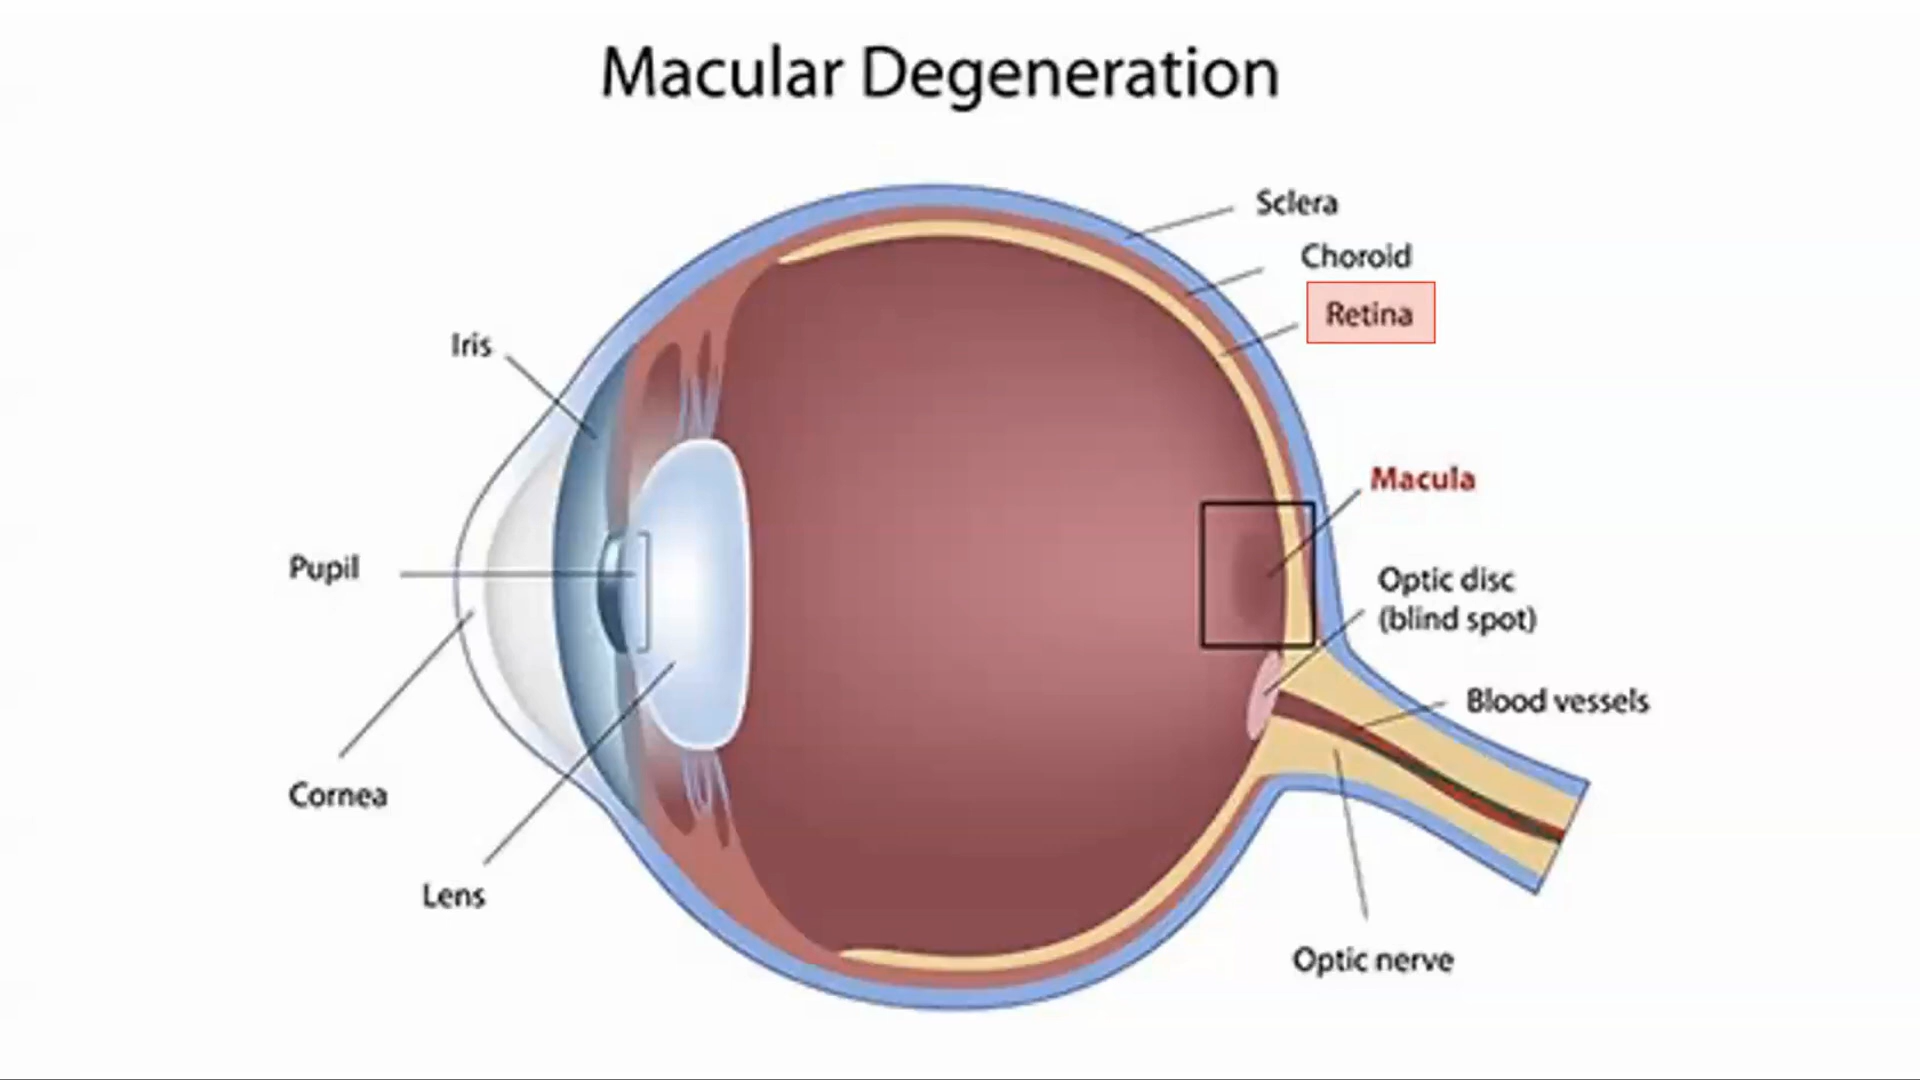 Macular Degeneration
Sclera
Choroid
Retina
Iris
Macula
Pupil
Optic disc
(blind spot)
Blood vessels
Cornea
Lens
Optic nerve